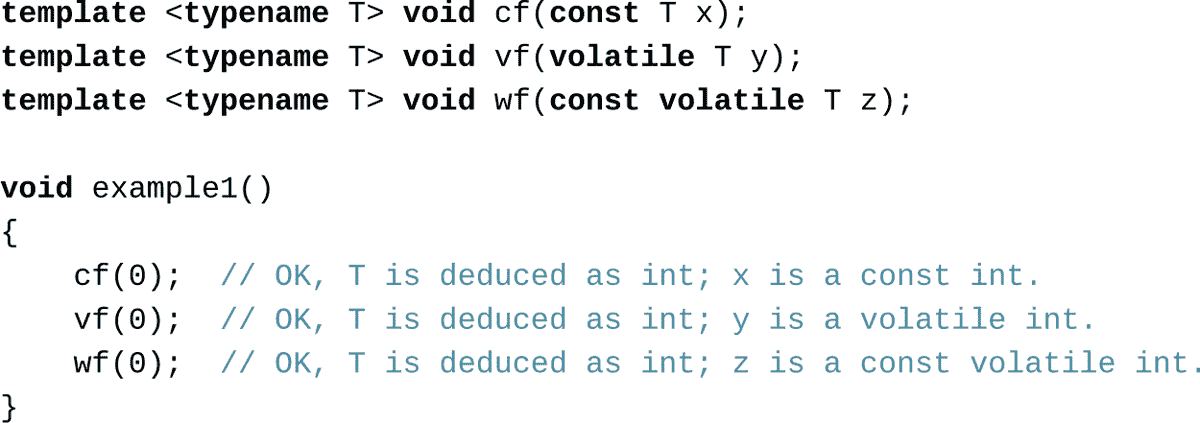 template <typename T> void cf(const T x);
template <typename T> void vf(volatile T y);
template <typename T> void wf(const volatile T z);

void example1()
{
    cf(0);  // OK, T is deduced as int; x is a const int.
    vf(0);  // OK, T is deduced as int; y is a volatile int.
    wf(0);  // OK, T is deduced as int; z is a const volatile int.
}